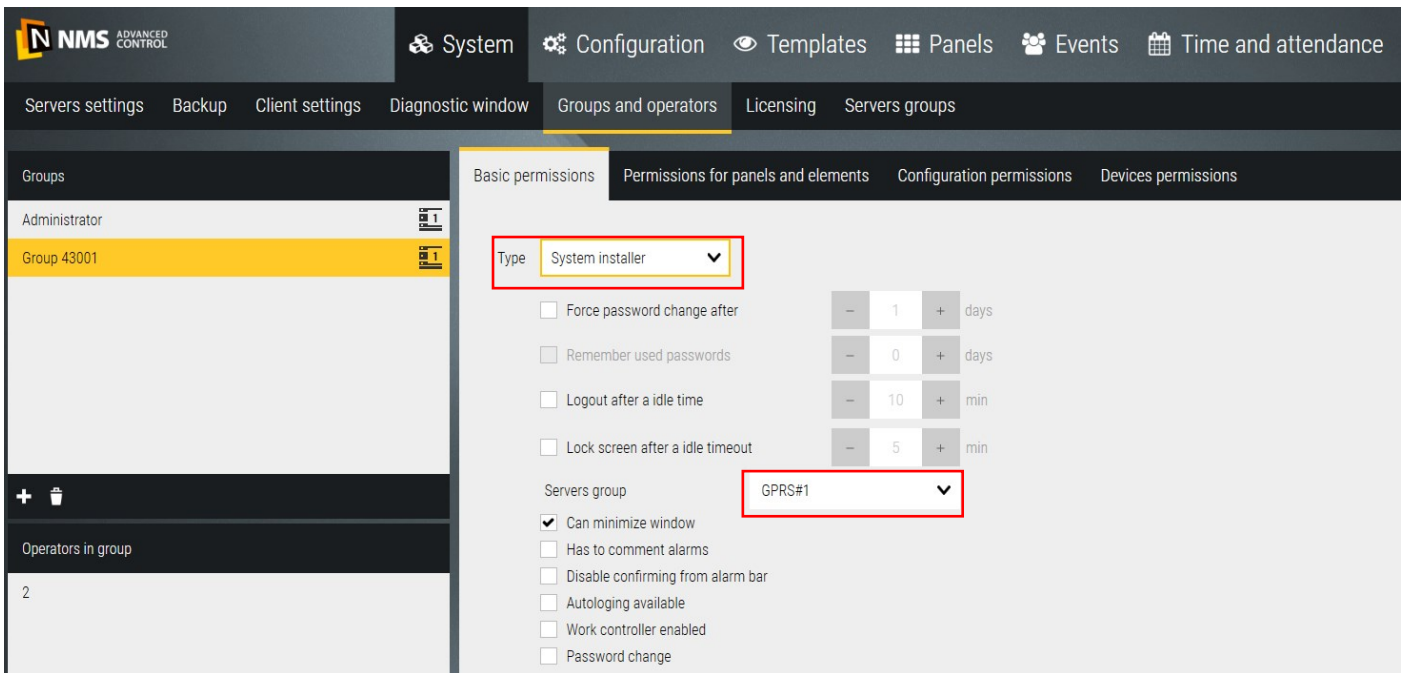 NMS ADVANCED CONTROL
System Configuration Templates Panels Events Time and attendance
Servers settings Backup Client settings Diagnostic window Groups and operators Licensing Servers groups
Groups
Administrator 1
Group 43001 1
Operators in group
2
Basic permissions Permissions for panels and elements Configuration permissions Devices permissions
Type System installer
Force password change after - 1 + days
Remember used passwords - 0 + days
Logout after a idle time - 10 + min
Lock screen after a idle timeout - 5 + min
Servers group GPRS#1
Can minimize window
Has to comment alarms
Disable confirming from alarm bar
Autologing available
Work controller enabled
Password change